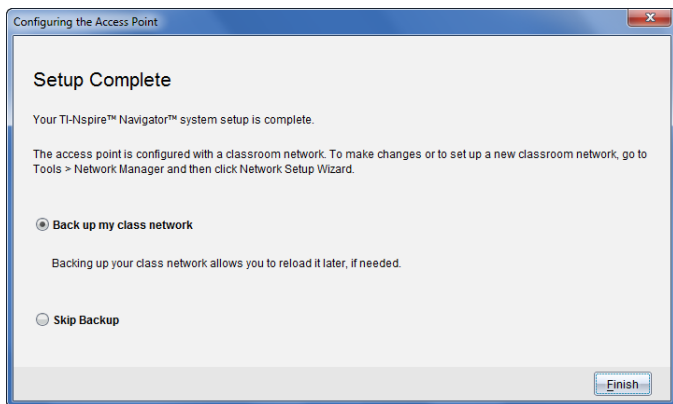 Configuring the Access Point
Setup Complete
Your TI-Nspire™ Navigator™ system setup is complete.
The access point is configured with a classroom network. To make changes or to set up a new classroom network, go to
Tools > Network Manager and then click Network Setup Wizard.
Back up my class network
Backing up your class network allows you to reload it later, if needed.
Skip Backup
Finish